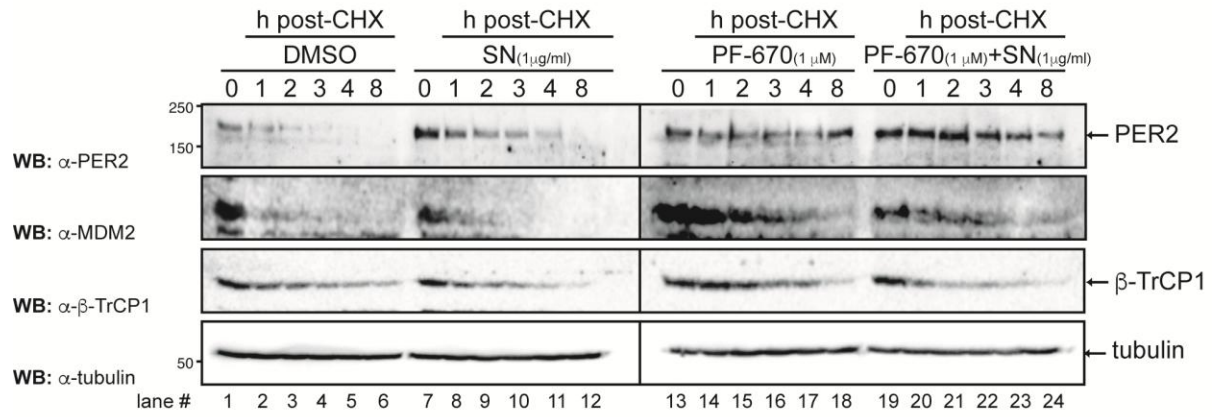 h post-CHX h post-CHX h post-CHX h post-CHX
DMSO SN(1µg/ml) PF-670(1 µM) PF-670(1 µM)+SN(1µg/ml)
0 1 2 3 4 8 0 1 2 3 4 8 0 1 2 3 4 8 0 1 2 3 4 8
250
150
PER2
WB: α-PER2
WB: α-MDM2
β-TrCP1
WB: α-β-TrCP1
tubulin
50
WB: α-tubulin
lane # 1 2 3 4 5 6 7 8 9 10 11 12 13 14 15 16 17 18 19 20 21 22 23 24